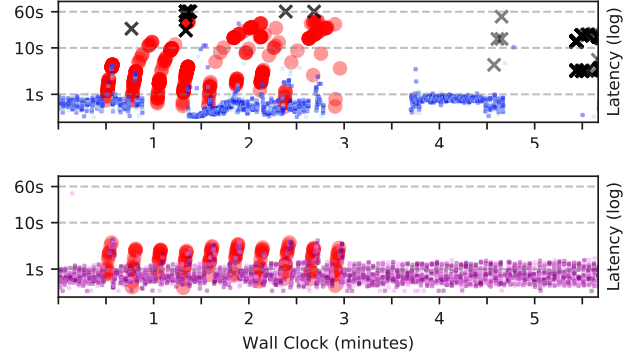 60s
10s
1s
Latency (log)
1 2 3 4 5
60s
10s
1s
Latency (log)
1 2 3 4 5
Wall Clock (minutes)